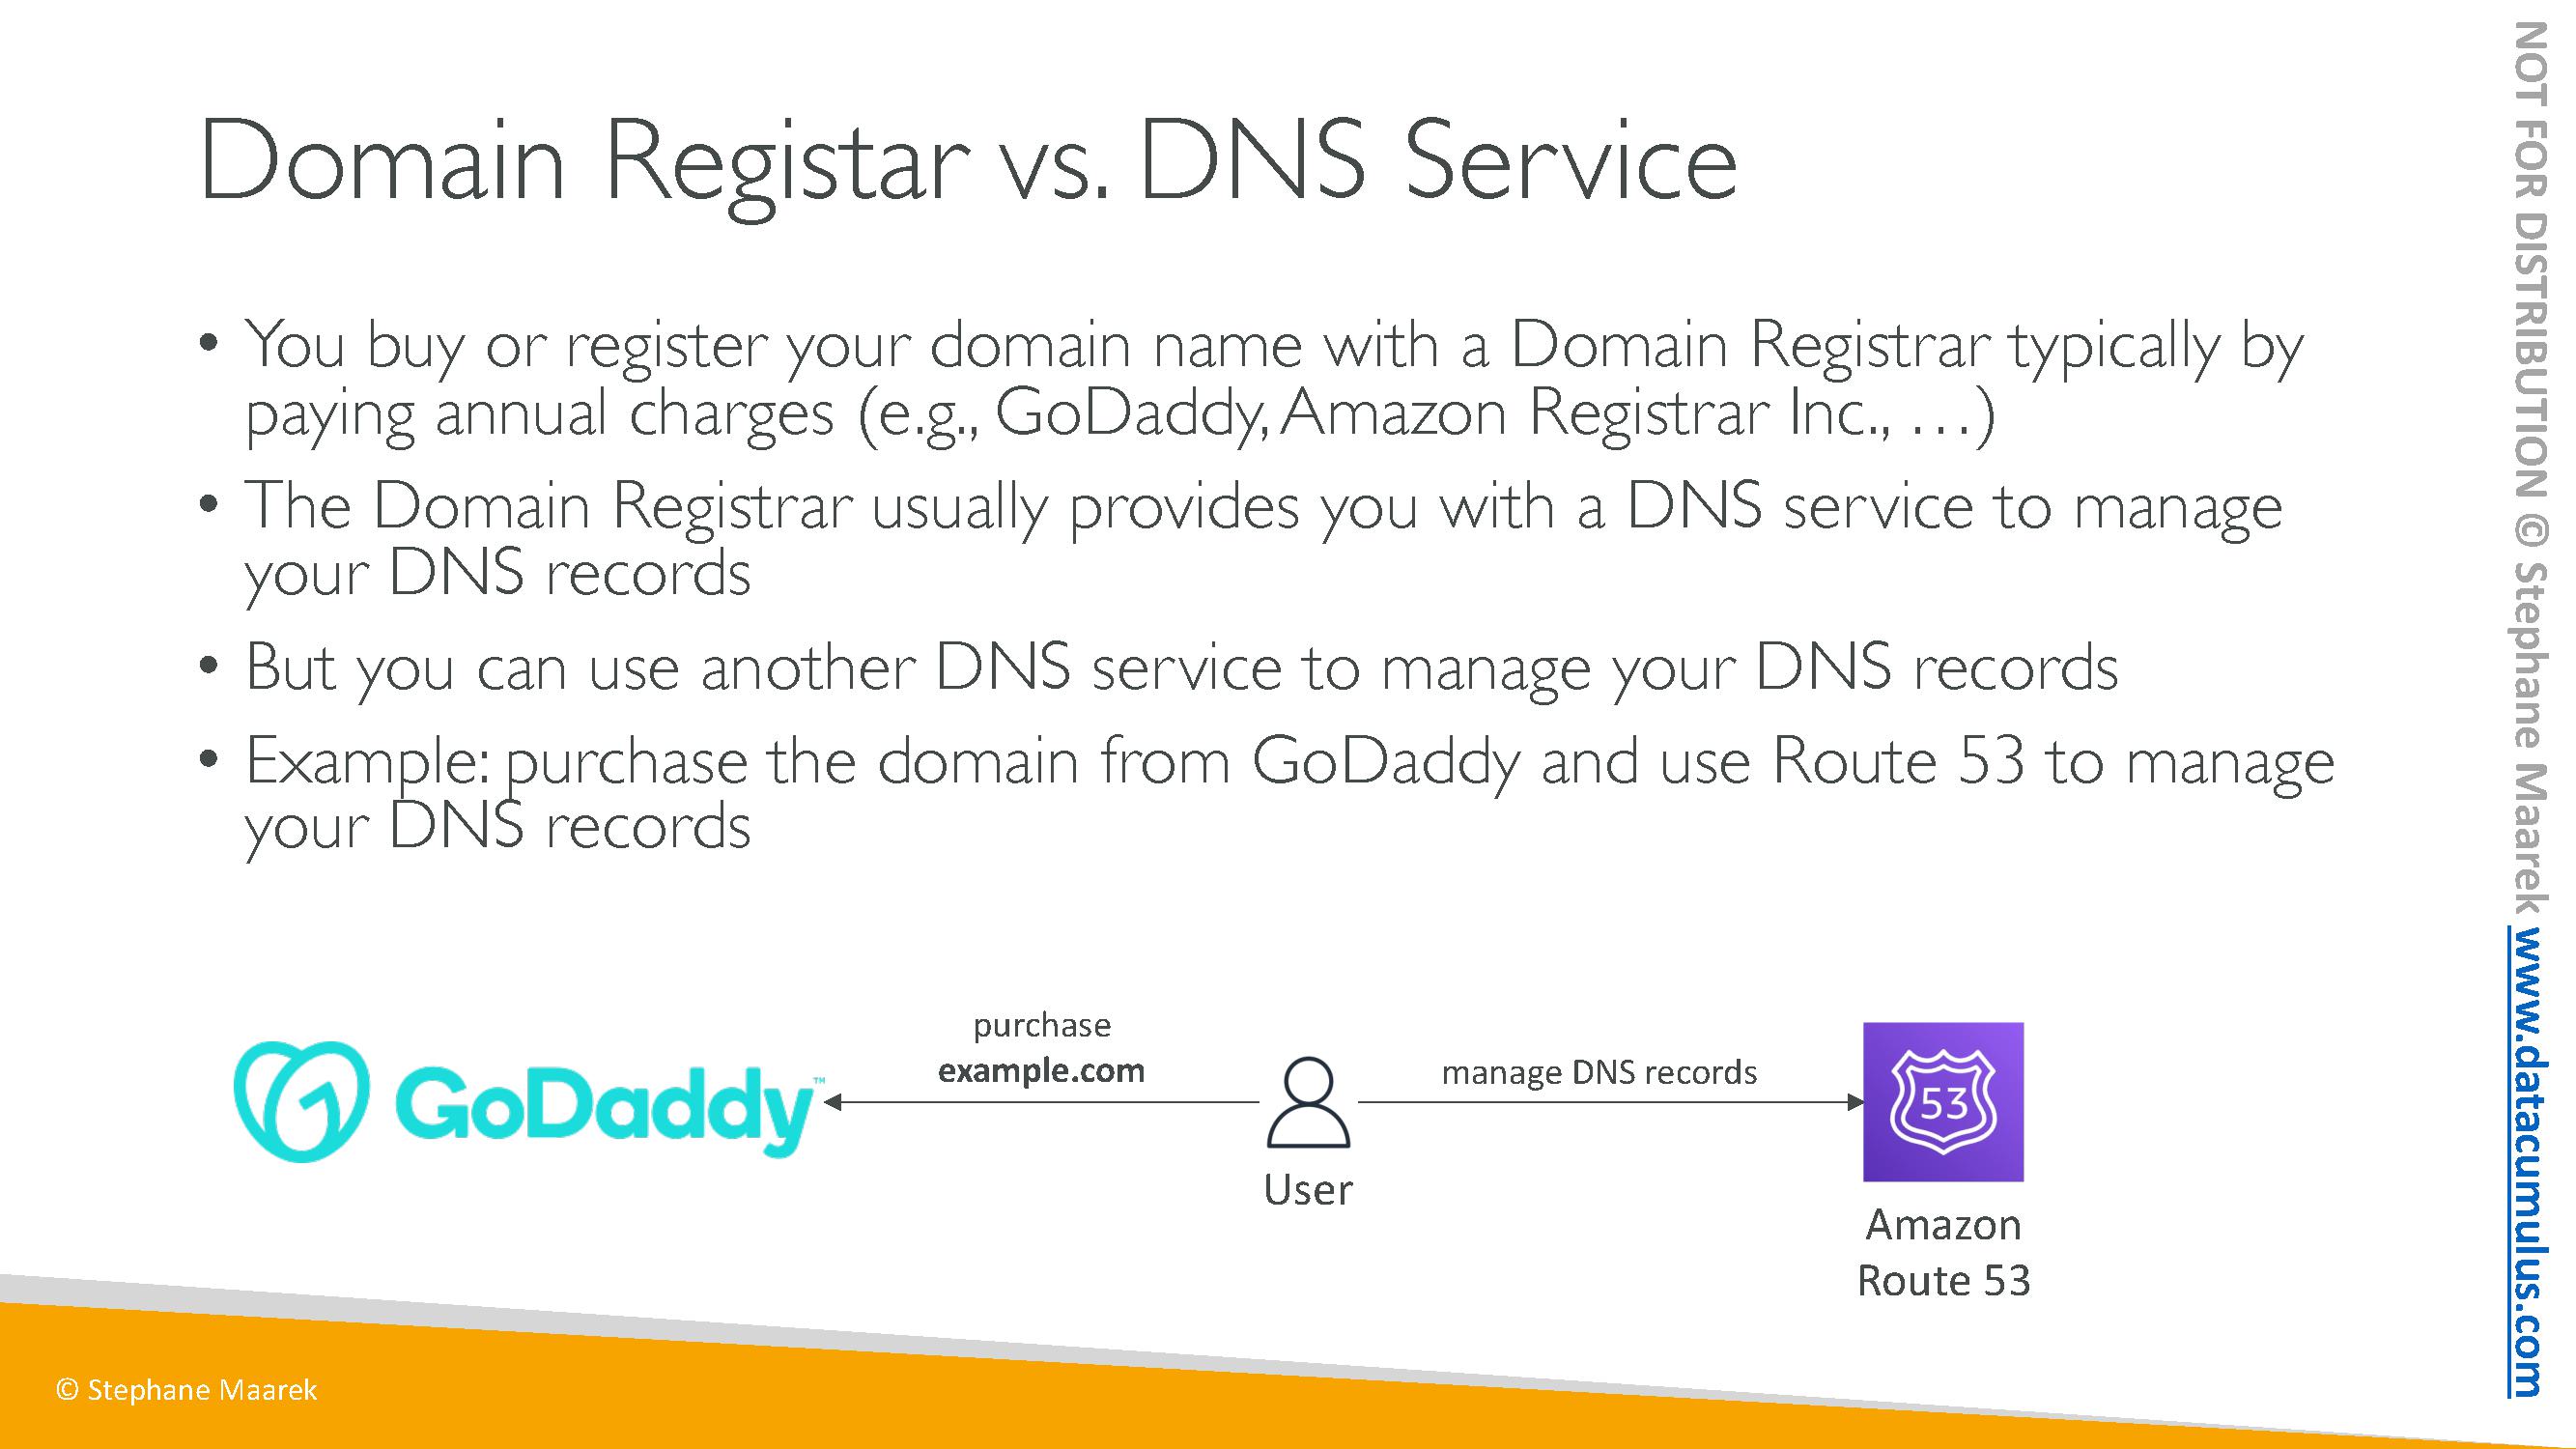 Domain Registar vs. DNS Service
• You buy or register your domain name with a Domain Registrar typically by
paying annual charges (e.g., GoDaddy, Amazon Registrar Inc., …)
• The Domain Registrar usually provides you with a DNS service to manage
your DNS records
• But you can use another DNS service to manage your DNS records
• Example: purchase the domain from GoDaddy and use Route 53 to manage
your DNS records
GoDaddy™
purchase
example.com
User
manage DNS records
53
Amazon
Route 53
© Stephane Maarek
NOT FOR DISTRIBUTION © Stephane Maarek www.datacumulus.com